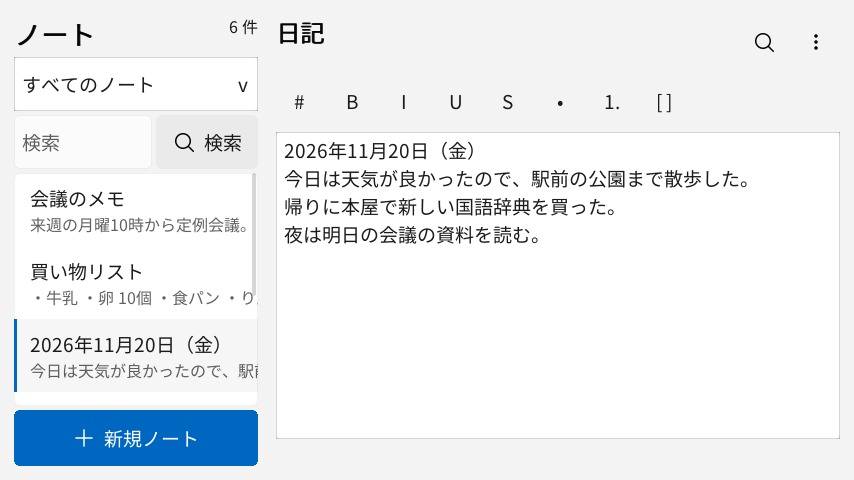 ノート
6 件
すべてのノート
v
検索
検索
会議のメモ
来週の月曜10時から定例会議。
買い物リスト
・牛乳 ・卵 10個 ・食パン ・り
2026年11月20日（金）
今日は天気が良かったので、駅前
＋ 新規ノート
日記
# B I U S • 1. [ ]
2026年11月20日（金）
今日は天気が良かったので、駅前の公園まで散歩した。
帰りに本屋で新しい国語辞典を買った。
夜は明日の会議の資料を読む。